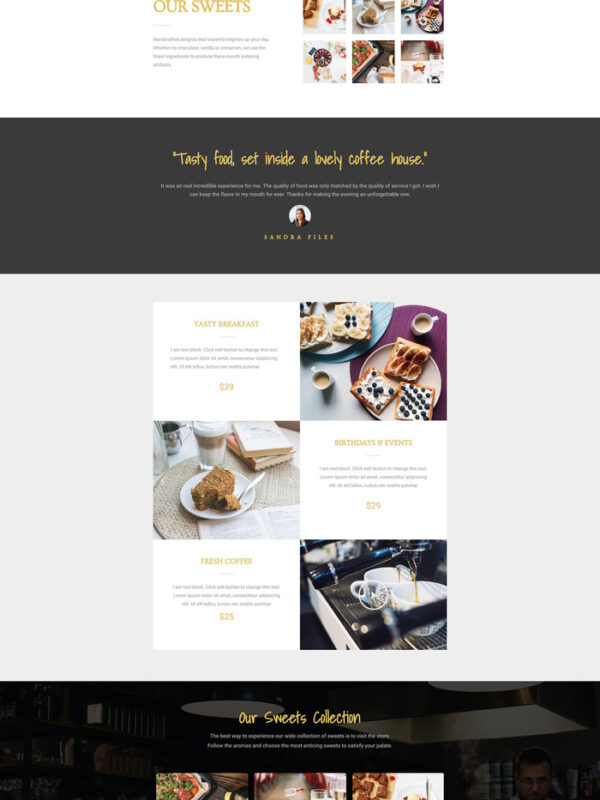 OUR SWEETS
Handcrafted delights that instantly brighten up your day.
Whether its chocolate, vanilla or cinnamon, we use the
finest ingredients to produce these mouth watering
artifacts.
"Tasty food, set inside a lovely coffee house."
It was an real incredible experience for me. The quality of food was only matched by the quality of service I got. I wish I
can keep the flavor in my mouth for ever. Thanks for making the evening an unforgettable one.
SANDRA FILES
TASTY BREAKFAST
I am text block. Click edit button to change this text.
Lorem ipsum dolor sit amet, consectetur adipiscing
elit. Ut elit tellus, luctus nec mattis pulvinar
$39
BIRTHDAYS & EVENTS
I am text block. Click edit button to change this text.
Lorem ipsum dolor sit amet, consectetur adipiscing
elit. Ut elit tellus, luctus nec mattis pulvinar
$29
FRESH COFFEE
I am text block. Click edit button to change this text.
Lorem ipsum dolor sit amet, consectetur adipiscing
elit. Ut elit tellus, luctus nec mattis pulvinar
$25
Our Sweets Collection
The best way to experience our wide collection of sweets is to visit the store.
Follow the aromas and choose the most enticing sweets to satisfy your palate.